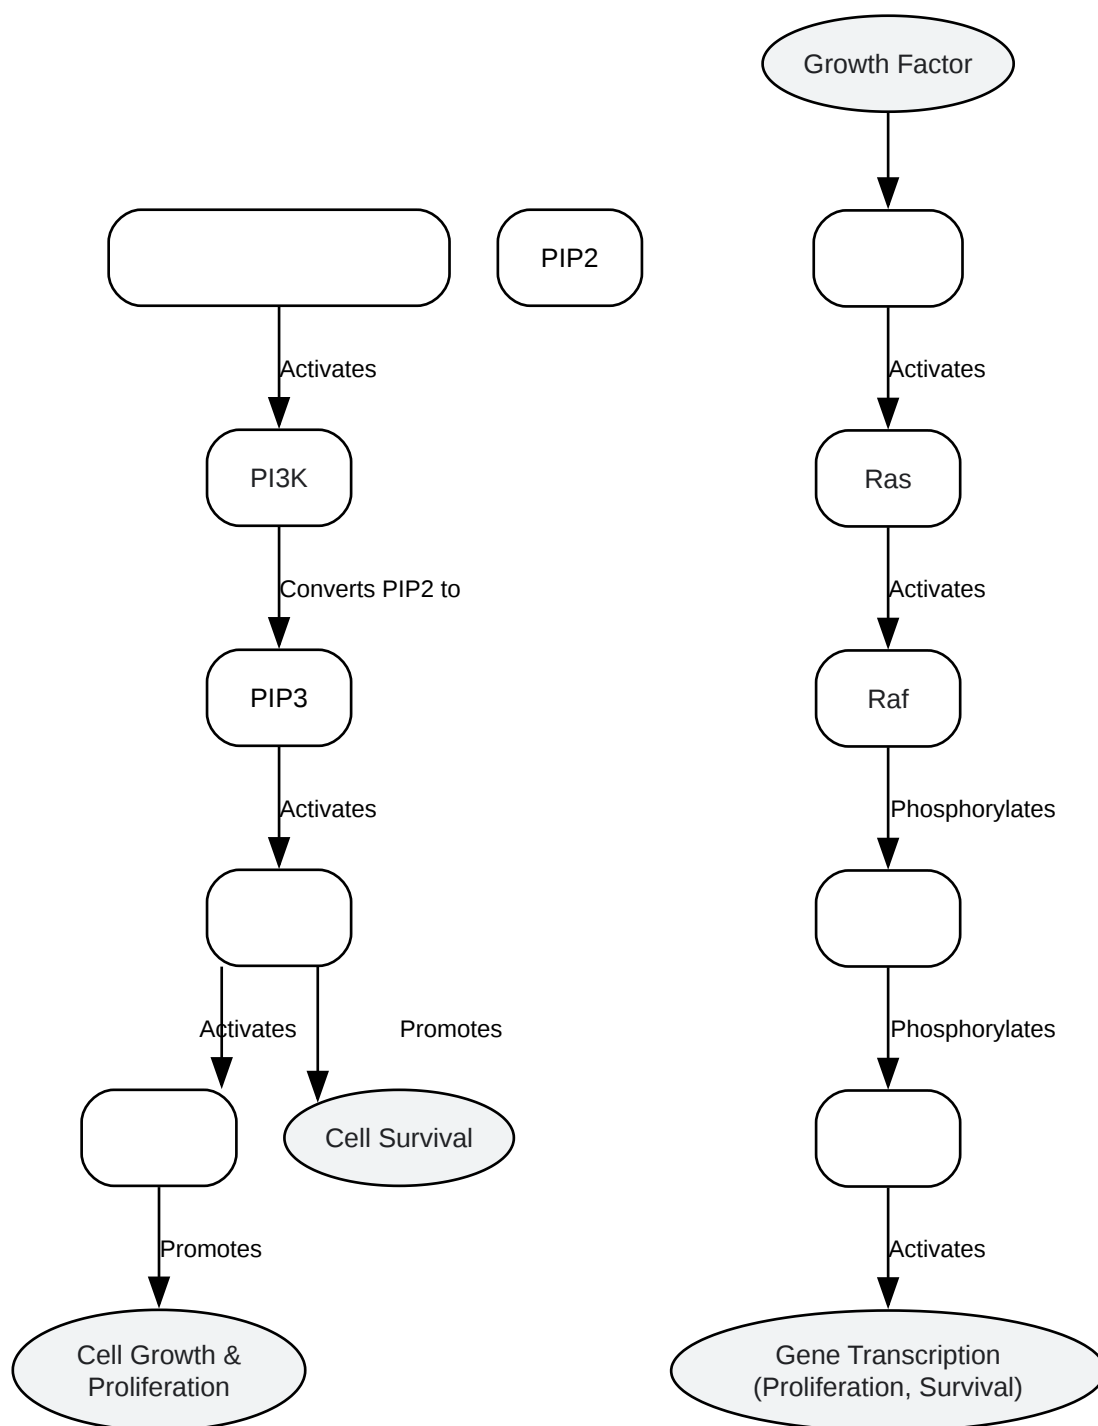 Growth Factor
PIP2
Activates
Activates
PI3K
Ras
Converts PIP2 to
Activates
PIP3
Raf
Activates
Phosphorylates
Activates
Promotes
Phosphorylates
Cell Survival
Promotes
Activates
Cell Growth &
Proliferation
Gene Transcription
(Proliferation, Survival)